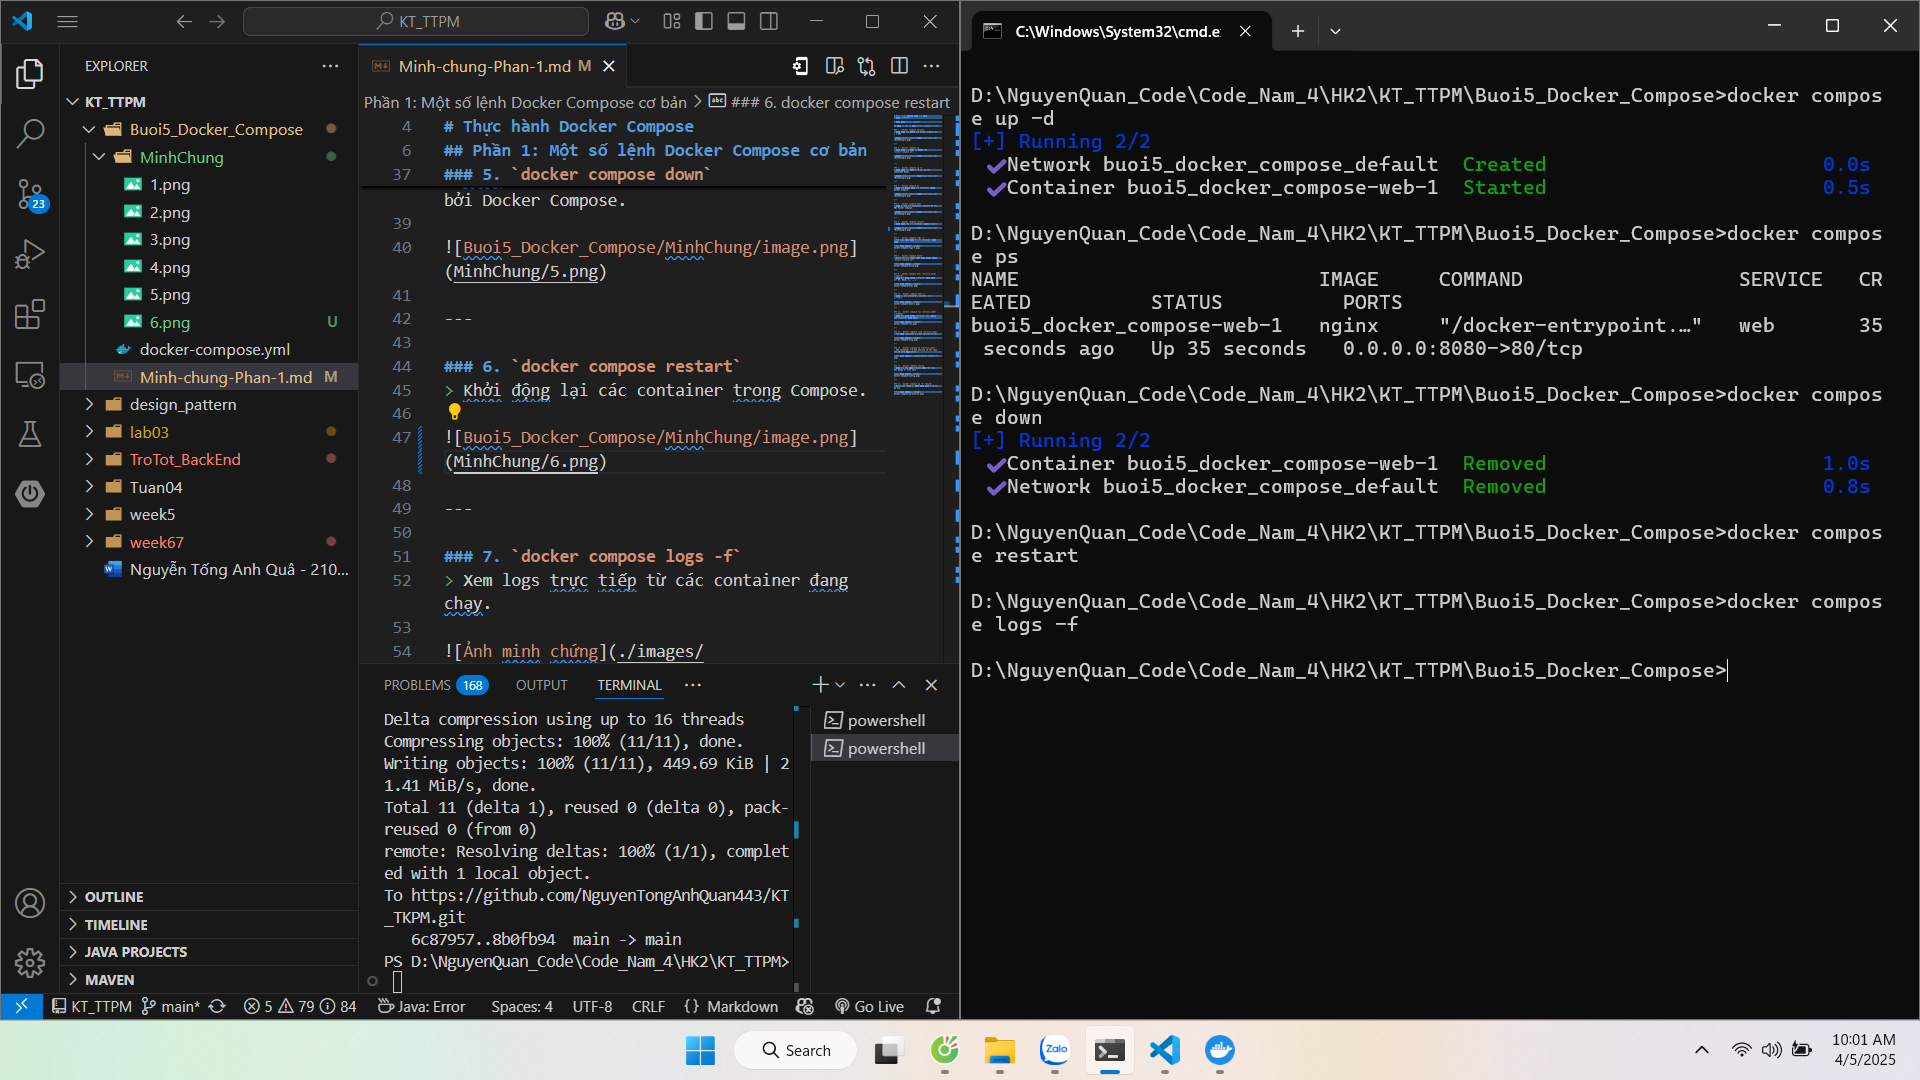 KT_TTPM
EXPLORER
KT_TTPM
Buoi5_Docker_Compose
MinhChung
1.png
2.png
3.png
4.png
5.png
6.png U
docker-compose.yml
Minh-chung-Phan-1.md M
design_pattern
lab03
TroTot_BackEnd
Tuan04
week5
week67
Nguyễn Tống Anh Quâ - 210...
OUTLINE
TIMELINE
JAVA PROJECTS
MAVEN
23
Minh-chung-Phan-1.md M
Phần 1: Một số lệnh Docker Compose cơ bản > ### 6. docker compose restart
4 # Thực hành Docker Compose
6 ## Phần 1: Một số lệnh Docker Compose cơ bản
37 ### 5. `docker compose down`
bởi Docker Compose.
39
40 ![Buoi5_Docker_Compose/MinhChung/image.png]
(MinhChung/5.png)
41
42 ---
43
44 ### 6. `docker compose restart`
45 > Khởi động lại các container trong Compose.
46
47 ![Buoi5_Docker_Compose/MinhChung/image.png]
(MinhChung/6.png)
48
49 ---
50
51 ### 7. `docker compose logs -f`
52 > Xem logs trực tiếp từ các container đang
chạy.
53
54 ![Ảnh minh chứng](./images/
PROBLEMS 168 OUTPUT TERMINAL
powershell
powershell
Delta compression using up to 16 threads
Compressing objects: 100% (11/11), done.
Writing objects: 100% (11/11), 449.69 KiB | 2
1.41 MiB/s, done.
Total 11 (delta 1), reused 0 (delta 0), pack-
reused 0 (from 0)
remote: Resolving deltas: 100% (1/1), complet
ed with 1 local object.
To https://github.com/NguyenTongAnhQuan443/KT
_TKPM.git
6c87957..8b0fb94 main -> main
PS D:\NguyenQuan_Code\Code_Nam_4\HK2\KT_TTPM>
KT_TTPM main* 5 79 84 Java: Error Spaces: 4 UTF-8 CRLF {} Markdown Go Live
C:\Windows\System32\cmd.e:
D:\NguyenQuan_Code\Code_Nam_4\HK2\KT_TTPM\Buoi5_Docker_Compose>docker compos
e up -d
[+] Running 2/2
Network buoi5_docker_compose_default Created 0.0s
Container buoi5_docker_compose-web-1 Started 0.5s
D:\NguyenQuan_Code\Code_Nam_4\HK2\KT_TTPM\Buoi5_Docker_Compose>docker compos
e ps
NAME IMAGE COMMAND SERVICE CR
EATED STATUS PORTS
buoi5_docker_compose-web-1 nginx "/docker-entrypoint.…" web 35
seconds ago Up 35 seconds 0.0.0.0:8080->80/tcp
D:\NguyenQuan_Code\Code_Nam_4\HK2\KT_TTPM\Buoi5_Docker_Compose>docker compos
e down
[+] Running 2/2
Container buoi5_docker_compose-web-1 Removed 1.0s
Network buoi5_docker_compose_default Removed 0.8s
D:\NguyenQuan_Code\Code_Nam_4\HK2\KT_TTPM\Buoi5_Docker_Compose>docker compos
e restart
D:\NguyenQuan_Code\Code_Nam_4\HK2\KT_TTPM\Buoi5_Docker_Compose>docker compos
e logs -f
D:\NguyenQuan_Code\Code_Nam_4\HK2\KT_TTPM\Buoi5_Docker_Compose>
Search
Zalo
10:01 AM
4/5/2025